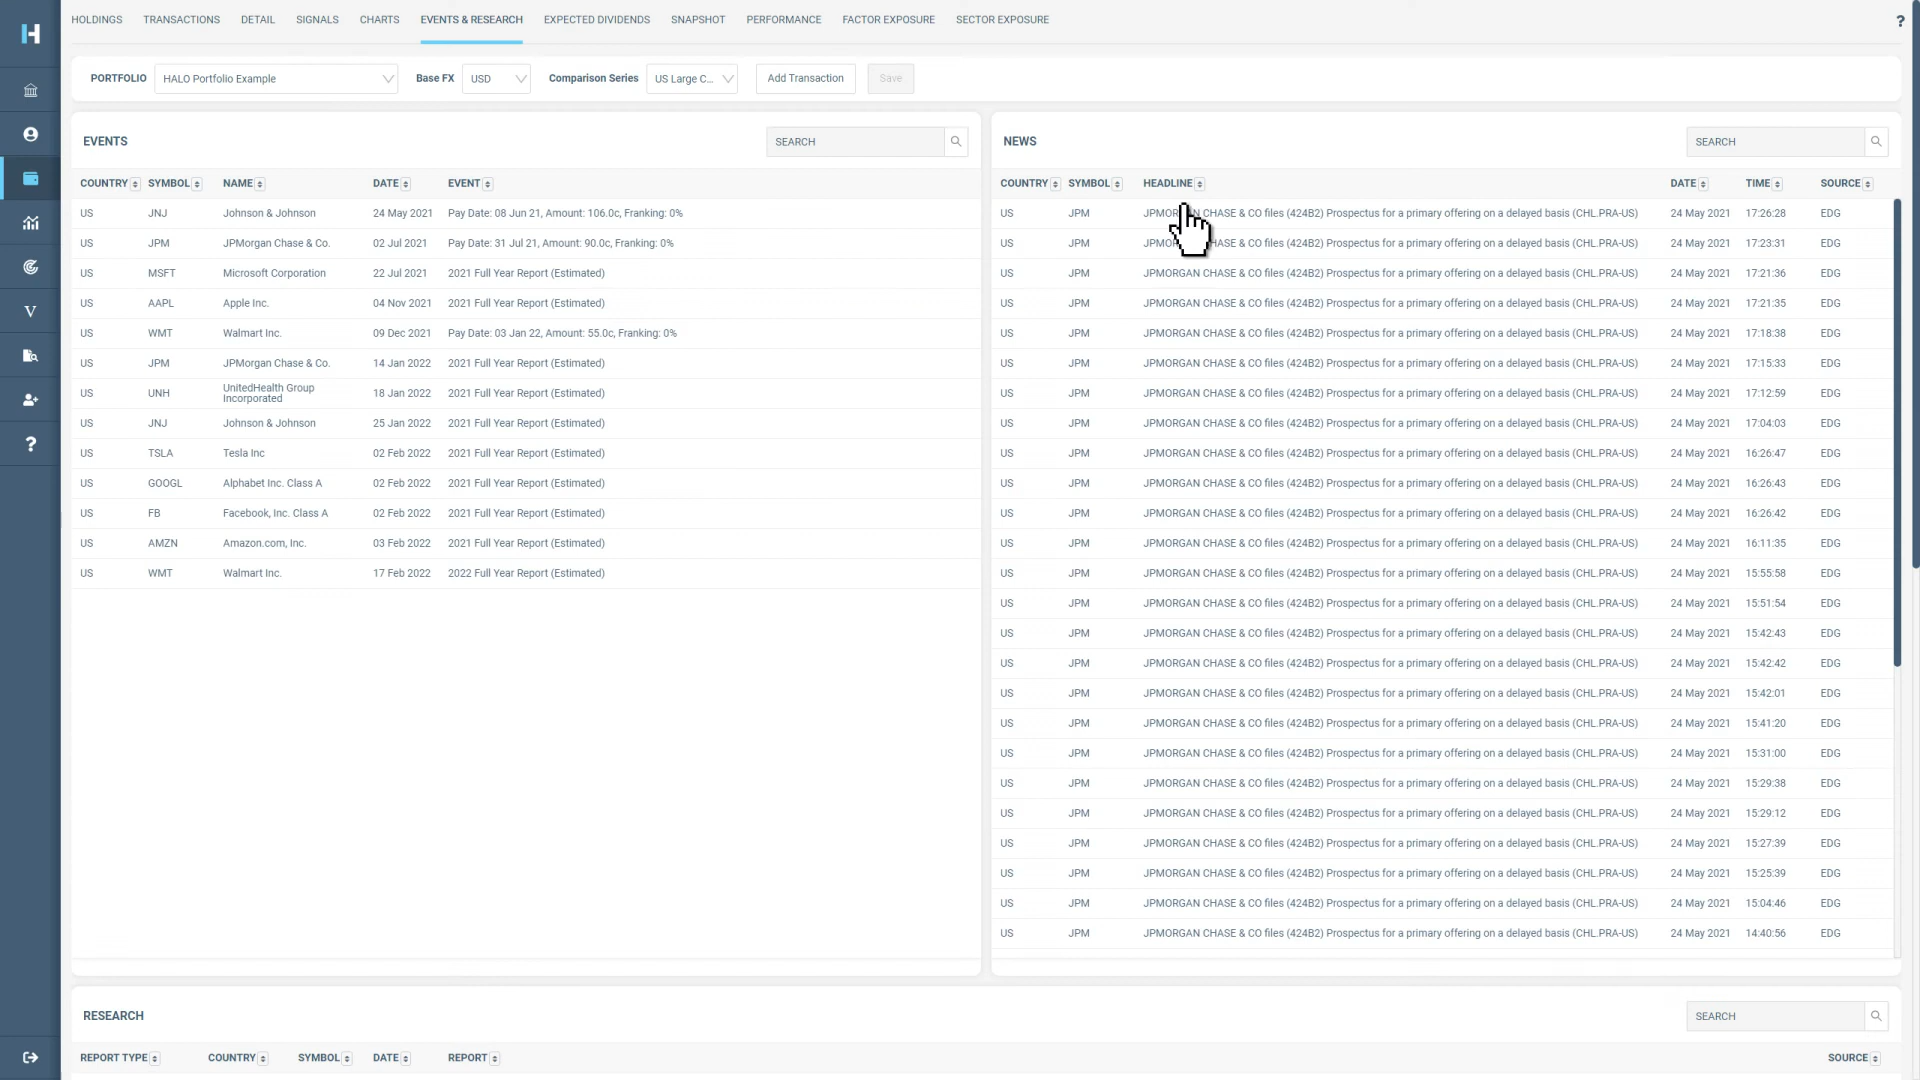 HOLDINGS TRANSACTIONS DETAIL SIGNALS CHARTS EVENTS & RESEARCH EXPECTED DIVIDENDS SNAPSHOT PERFORMANCE FACTOR EXPOSURE SECTOR EXPOSURE ?
H
PORTFOLIO HALO Portfolio Example Base FX USD Comparison Series US Large C... Add Transaction Save
EVENTS SEARCH
COUNTRY SYMBOL NAME DATE EVENT
US JNJ Johnson & Johnson 24 May 2021 Pay Date: 08 Jun 21, Amount: 106.0c, Franking: 0%
US JPM JPMorgan Chase & Co. 02 Jul 2021 Pay Date: 31 Jul 21, Amount: 90.0c, Franking: 0%
US MSFT Microsoft Corporation 22 Jul 2021 2021 Full Year Report (Estimated)
US AAPL Apple Inc. 04 Nov 2021 2021 Full Year Report (Estimated)
US WMT Walmart Inc. 09 Dec 2021 Pay Date: 03 Jan 22, Amount: 55.0c, Franking: 0%
US JPM JPMorgan Chase & Co. 14 Jan 2022 2021 Full Year Report (Estimated)
US UNH UnitedHealth Group Incorporated 18 Jan 2022 2021 Full Year Report (Estimated)
US JNJ Johnson & Johnson 25 Jan 2022 2021 Full Year Report (Estimated)
US TSLA Tesla Inc 02 Feb 2022 2021 Full Year Report (Estimated)
US GOOGL Alphabet Inc. Class A 02 Feb 2022 2021 Full Year Report (Estimated)
US FB Facebook, Inc. Class A 02 Feb 2022 2021 Full Year Report (Estimated)
US AMZN Amazon.com, Inc. 03 Feb 2022 2021 Full Year Report (Estimated)
US WMT Walmart Inc. 17 Feb 2022 2022 Full Year Report (Estimated)
V
?
NEWS SEARCH
COUNTRY SYMBOL HEADLINE DATE TIME SOURCE
US JPM CHASE & CO files (424B2) Prospectus for a primary offering on a delayed basis (CHL.PRA-US) 24 May 2021 17:26:28 EDG
US JPM CHASE & CO files (424B2) Prospectus for a primary offering on a delayed basis (CHL.PRA-US) 24 May 2021 17:23:31 EDG
US JPM JPMORGAN CHASE & CO files (424B2) Prospectus for a primary offering on a delayed basis (CHL.PRA-US) 24 May 2021 17:21:36 EDG
US JPM JPMORGAN CHASE & CO files (424B2) Prospectus for a primary offering on a delayed basis (CHL.PRA-US) 24 May 2021 17:21:35 EDG
US JPM JPMORGAN CHASE & CO files (424B2) Prospectus for a primary offering on a delayed basis (CHL.PRA-US) 24 May 2021 17:18:38 EDG
US JPM JPMORGAN CHASE & CO files (424B2) Prospectus for a primary offering on a delayed basis (CHL.PRA-US) 24 May 2021 17:15:33 EDG
US JPM JPMORGAN CHASE & CO files (424B2) Prospectus for a primary offering on a delayed basis (CHL.PRA-US) 24 May 2021 17:12:59 EDG
US JPM JPMORGAN CHASE & CO files (424B2) Prospectus for a primary offering on a delayed basis (CHL.PRA-US) 24 May 2021 17:04:03 EDG
US JPM JPMORGAN CHASE & CO files (424B2) Prospectus for a primary offering on a delayed basis (CHL.PRA-US) 24 May 2021 16:26:47 EDG
US JPM JPMORGAN CHASE & CO files (424B2) Prospectus for a primary offering on a delayed basis (CHL.PRA-US) 24 May 2021 16:26:43 EDG
US JPM JPMORGAN CHASE & CO files (424B2) Prospectus for a primary offering on a delayed basis (CHL.PRA-US) 24 May 2021 16:26:42 EDG
US JPM JPMORGAN CHASE & CO files (424B2) Prospectus for a primary offering on a delayed basis (CHL.PRA-US) 24 May 2021 16:11:35 EDG
US JPM JPMORGAN CHASE & CO files (424B2) Prospectus for a primary offering on a delayed basis (CHL.PRA-US) 24 May 2021 15:55:58 EDG
US JPM JPMORGAN CHASE & CO files (424B2) Prospectus for a primary offering on a delayed basis (CHL.PRA-US) 24 May 2021 15:51:54 EDG
US JPM JPMORGAN CHASE & CO files (424B2) Prospectus for a primary offering on a delayed basis (CHL.PRA-US) 24 May 2021 15:42:43 EDG
US JPM JPMORGAN CHASE & CO files (424B2) Prospectus for a primary offering on a delayed basis (CHL.PRA-US) 24 May 2021 15:42:42 EDG
US JPM JPMORGAN CHASE & CO files (424B2) Prospectus for a primary offering on a delayed basis (CHL.PRA-US) 24 May 2021 15:42:01 EDG
US JPM JPMORGAN CHASE & CO files (424B2) Prospectus for a primary offering on a delayed basis (CHL.PRA-US) 24 May 2021 15:41:20 EDG
US JPM JPMORGAN CHASE & CO files (424B2) Prospectus for a primary offering on a delayed basis (CHL.PRA-US) 24 May 2021 15:31:00 EDG
US JPM JPMORGAN CHASE & CO files (424B2) Prospectus for a primary offering on a delayed basis (CHL.PRA-US) 24 May 2021 15:29:38 EDG
US JPM JPMORGAN CHASE & CO files (424B2) Prospectus for a primary offering on a delayed basis (CHL.PRA-US) 24 May 2021 15:29:12 EDG
US JPM JPMORGAN CHASE & CO files (424B2) Prospectus for a primary offering on a delayed basis (CHL.PRA-US) 24 May 2021 15:27:39 EDG
US JPM JPMORGAN CHASE & CO files (424B2) Prospectus for a primary offering on a delayed basis (CHL.PRA-US) 24 May 2021 15:25:39 EDG
US JPM JPMORGAN CHASE & CO files (424B2) Prospectus for a primary offering on a delayed basis (CHL.PRA-US) 24 May 2021 15:04:46 EDG
US JPM JPMORGAN CHASE & CO files (424B2) Prospectus for a primary offering on a delayed basis (CHL.PRA-US) 24 May 2021 14:40:56 EDG
RESEARCH SEARCH
REPORT TYPE COUNTRY SYMBOL DATE REPORT SOURCE